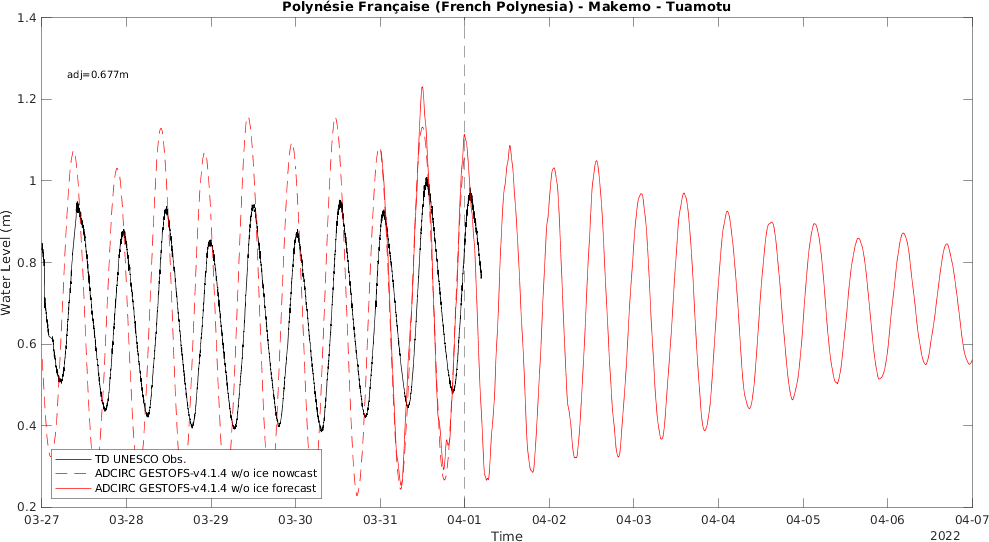 Polynésie Française (French Polynesia) - Makemo - Tuamotu
1.4
adj=0.677m
1.2
1
0.8
0.6
0.4
0.2
Water Level (m)
TD UNESCO Obs.
ADCIRC GESTOFS-v4.1.4 w/o ice nowcast
ADCIRC GESTOFS-v4.1.4 w/o ice forecast
03-27 03-28 03-29 03-30 03-31 04-01 04-02 04-03 04-04 04-05 04-06 04-07
Time
2022